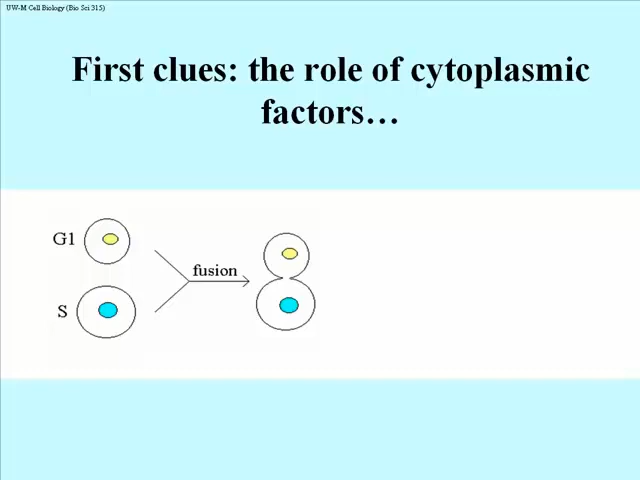 UW-M Cell Biology (Bio Sci 315)
First clues: the role of cytoplasmic
factors…
G1
fusion
S